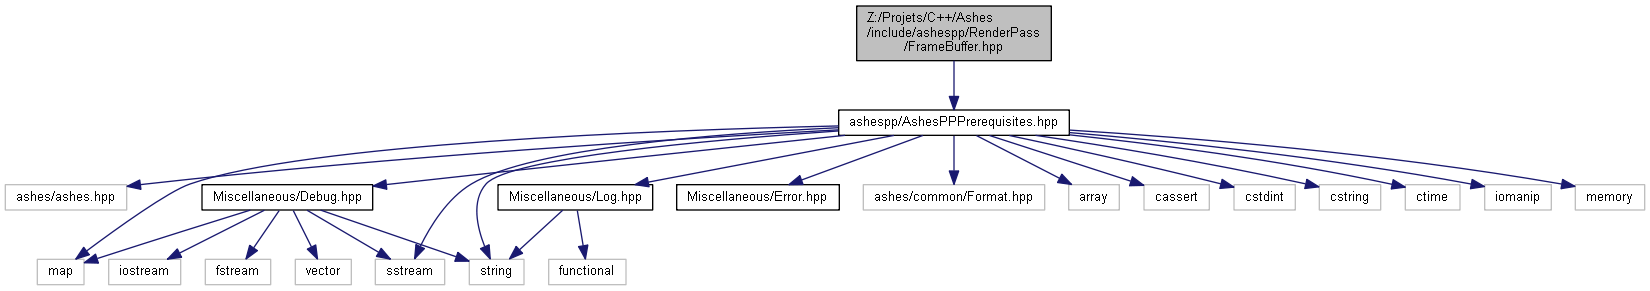 Z:/Projets/C++/Ashes
/include/ashespp/RenderPass
/FrameBuffer.hpp
ashespp/AshesPPPrerequisites.hpp
ashes/ashes.hpp
Miscellaneous/Debug.hpp
Miscellaneous/Log.hpp
Miscellaneous/Error.hpp
ashes/common/Format.hpp
array
cassert
cstdint
cstring
ctime
iomanip
memory
map
iostream
fstream
vector
sstream
string
functional